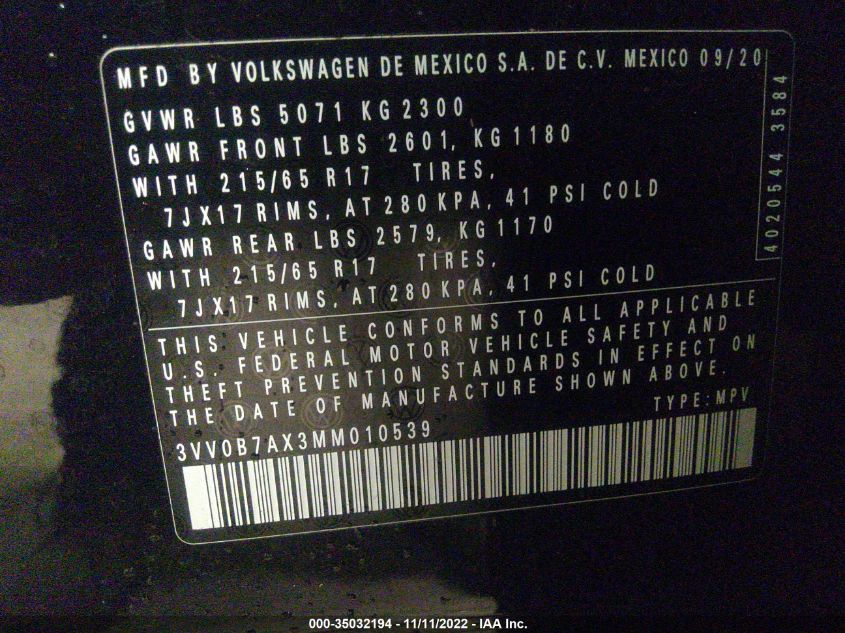 MFD BY VOLKSWAGEN DE MEXICO S.A. DE C.V. MEXICO 09/20
GVWR LBS 5071 KG 2300
GAWR FRONT LBS 2601, KG 1180
WITH 215/65 R17 TIRES,
7JX17 RIMS, AT 280 KPA, 41 PSI COLD
GAWR REAR LBS 2579, KG 1170
WITH 215/65 R17 TIRES,
7JX17 RIMS, AT 280 KPA, 41 PSI COLD
4020544 3584
THIS VEHICLE CONFORMS TO ALL APPLICABLE
U.S. FEDERAL MOTOR VEHICLE SAFETY AND
THEFT PREVENTION STANDARDS IN EFFECT ON
THE DATE OF MANUFACTURE SHOWN ABOVE.
TYPE: MPV
3VV0B7AX3MM010539
000-35032194 - 11/11/2022 - IAA Inc.